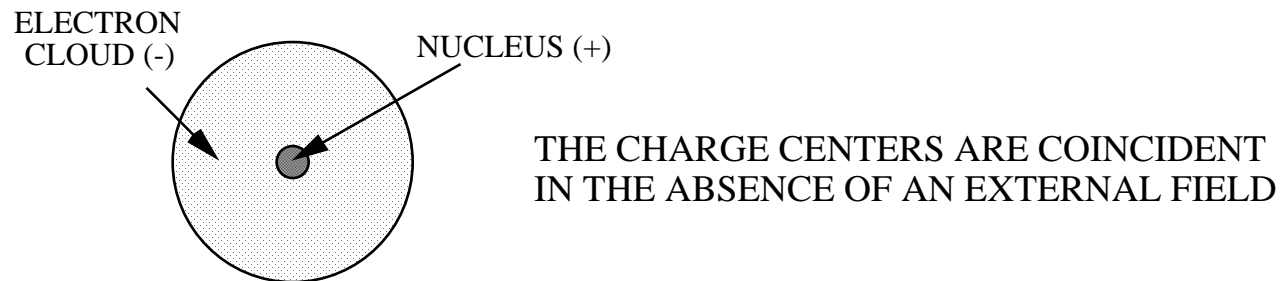 ELECTRON
CLOUD (-)
NUCLEUS (+)
THE CHARGE CENTERS ARE COINCIDENT
IN THE ABSENCE OF AN EXTERNAL FIELD